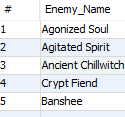 # Enemy_Name
1 Agonized Soul
2 Agitated Spirit
3 Ancient Chillwitch
4 Crypt Fiend
5 Banshee